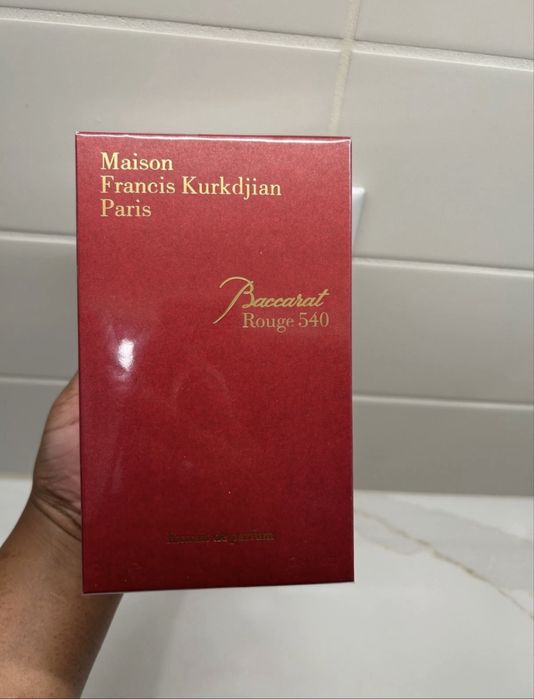 Maison
Francis Kurkdjian
Paris
Baccarat
Rouge 540
Extrait de parfum